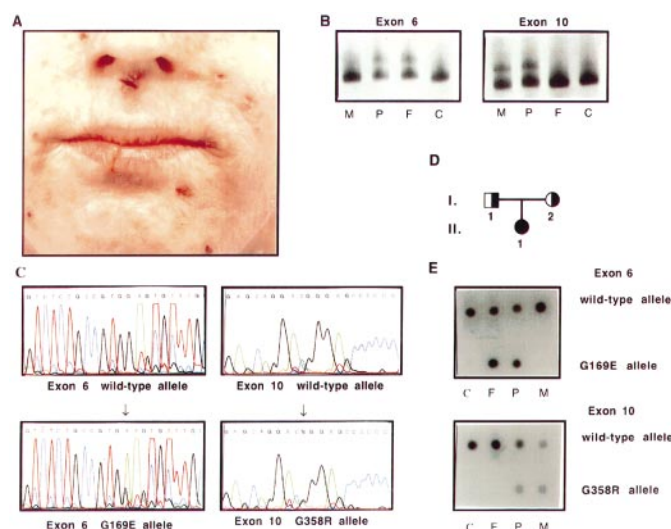 A
B
Exon 6
Exon 10
M P F C
M P F C
D
I.
1 2
II.
1
C
Exon 6 wild-type allele
Exon 10 wild-type allele
Exon 6 G169E allele
Exon 10 G358R allele
E
Exon 6
wild-type allele
G169E allele
C F P M
Exon 10
wild-type allele
G358R allele
C F P M